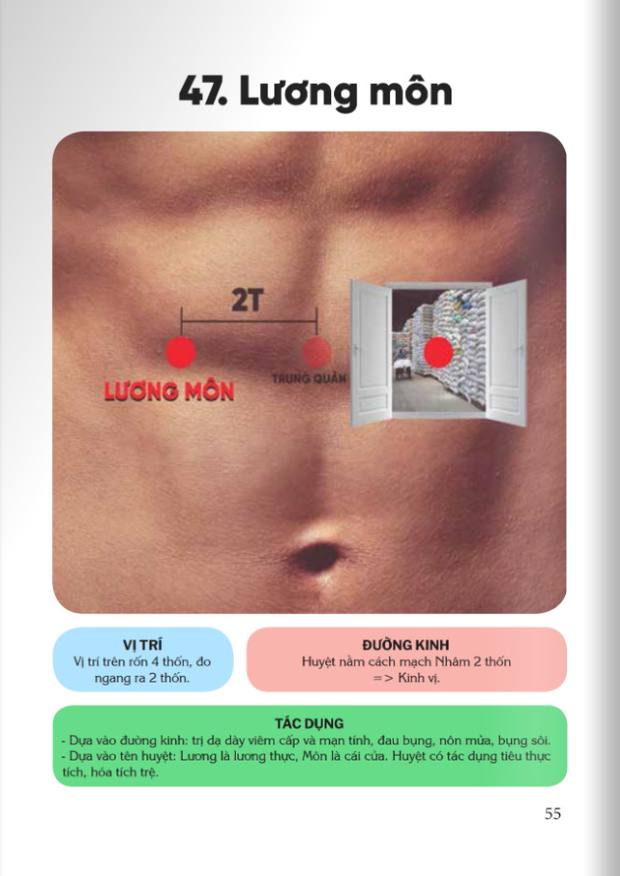 47. Lương môn
2T
LƯƠNG MÔN
TRUNG QUẢN
VỊ TRÍ
Vị trí trên rốn 4 thốn, đo
ngang ra 2 thốn.
ĐƯỜNG KINH
Huyệt nằm cách mạch Nhâm 2 thốn
=> Kinh vị.
TÁC DỤNG
- Dựa vào đường kinh: trị dạ dày viêm cấp và mạn tính, đau bụng, nôn mửa, bụng sôi.
- Dựa vào tên huyệt: Lương là lương thực, Môn là cái cửa. Huyệt có tác dụng tiêu thực
tích, hóa tích trệ.
55